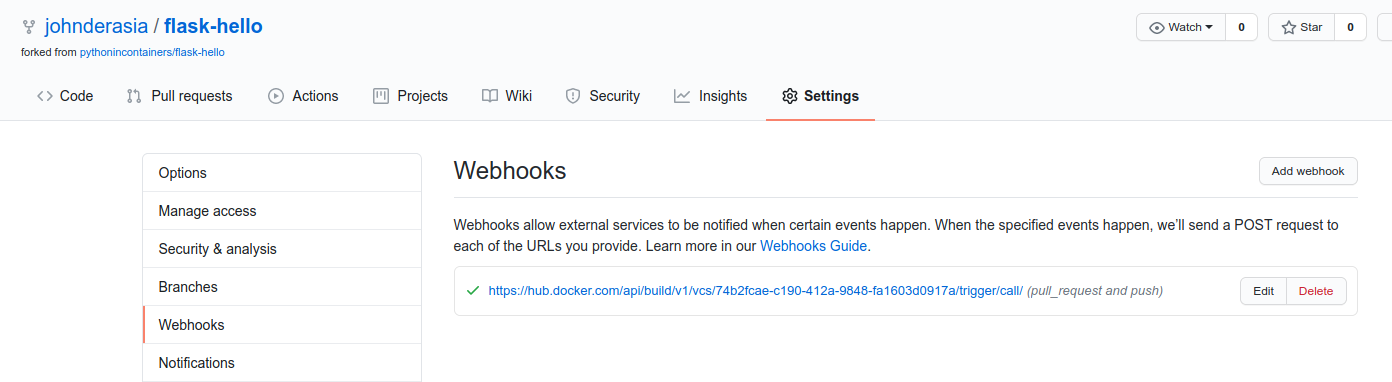 johnderasia / flask-hello
Watch 0 Star 0
forked from pythonincontainers/flask-hello
Code Pull requests Actions Projects Wiki Security Insights Settings
Options
Manage access
Security & analysis
Branches
Webhooks
Notifications
Webhooks
Add webhook
Webhooks allow external services to be notified when certain events happen. When the specified events happen, we’ll send a POST request to
each of the URLs you provide. Learn more in our Webhooks Guide.
https://hub.docker.com/api/build/v1/vcs/74b2fcae-c190-412a-9848-fa1603d0917a/trigger/call/ (pull_request and push)
Edit Delete